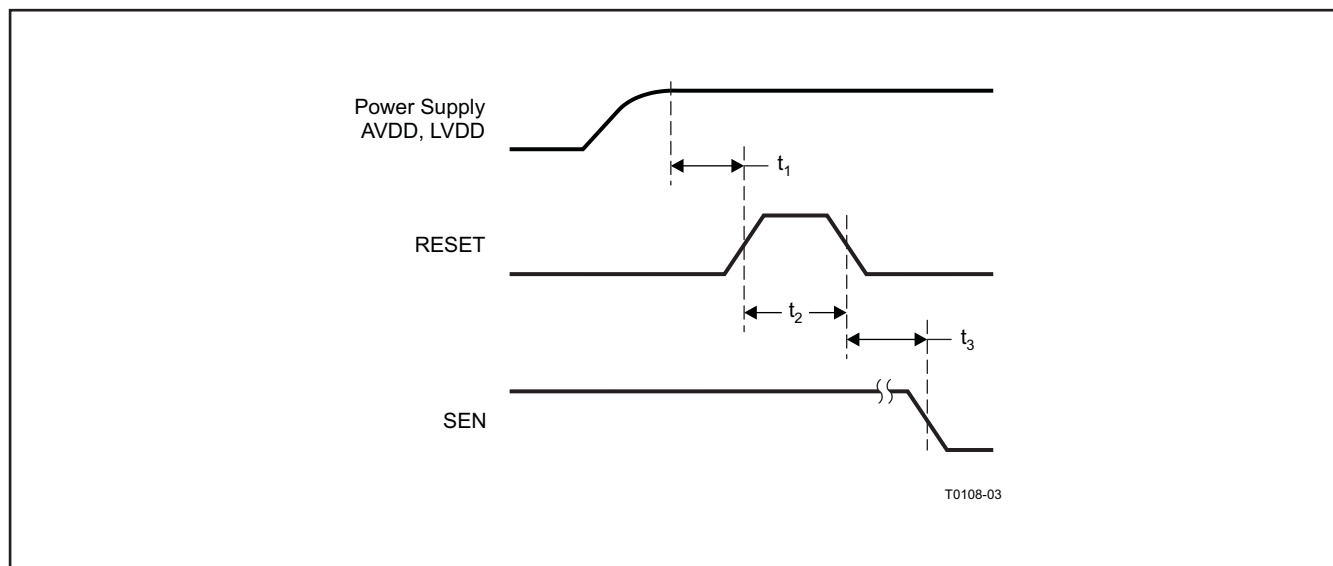 Power Supply
AVDD, LVDD
t1
RESET
t2
t3
SEN
T0108-03